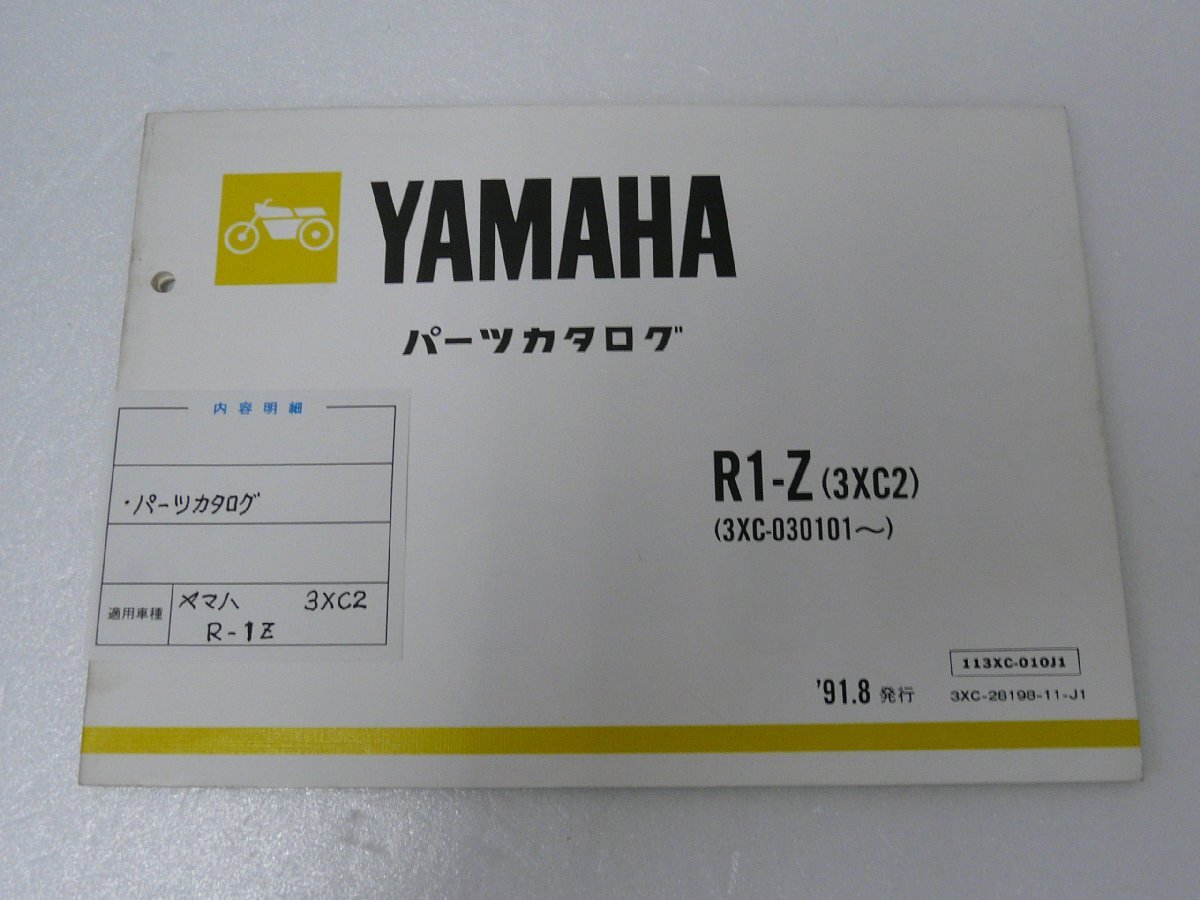 YAMAHA
パーツカタログ
内容明細
・パーツカタログ
適用車種
ヤマハ 3XC2
R-1Z
R1-Z (3XC2)
(3XC-030101～)
113XC-010J1
'91.8 発行
3XC-28198-11-J1